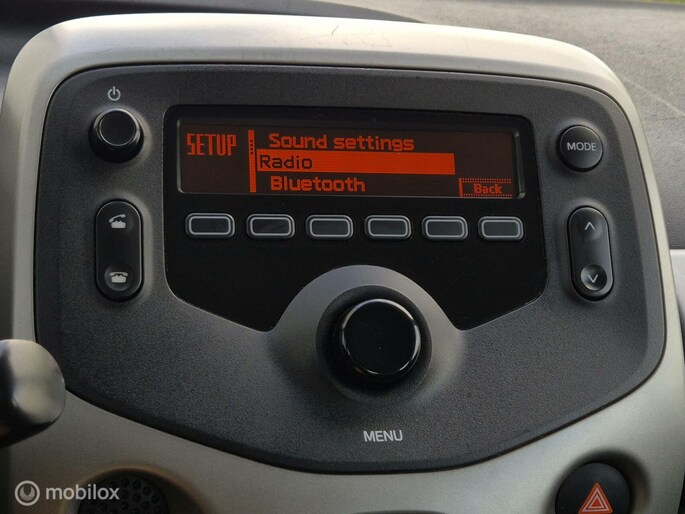 SETUP
Sound settings
Radio
Bluetooth
Back
MODE
MENU
mobilox